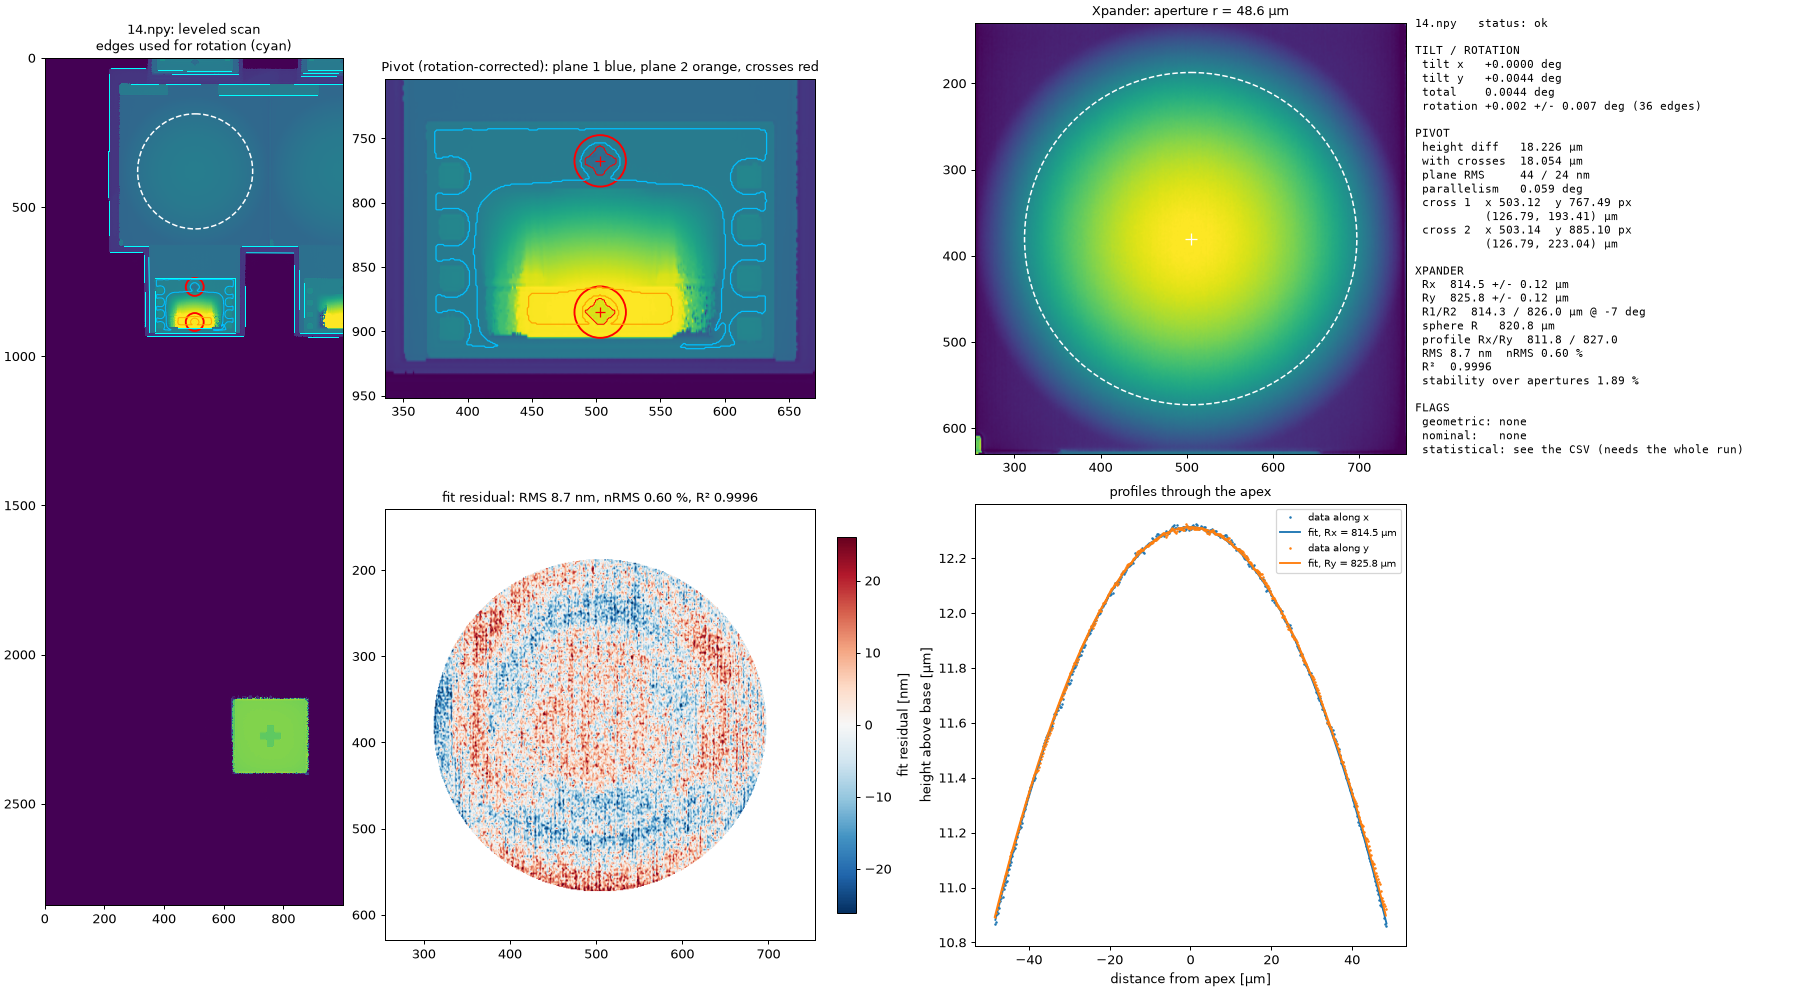 14.npy: leveled scan
edges used for rotation (cyan)
0
500
1000
1500
2000
2500
0
200
400
600
800
Pivot (rotation-corrected): plane 1 blue, plane 2 orange, crosses red
750
800
850
900
950
350
400
450
500
550
600
650
Xpander: aperture r = 48.6 µm
200
300
400
500
600
300
400
500
600
700
14.npy   status: ok
TILT / ROTATION
tilt x   +0.0000 deg
tilt y   +0.0044 deg
total    0.0044 deg
rotation +0.002 +/- 0.007 deg (36 edges)
PIVOT
height diff   18.226 µm
with crosses  18.054 µm
plane RMS     44 / 24 nm
parallelism   0.059 deg
cross 1  x 503.12  y 767.49 px
(126.79, 193.41) µm
cross 2  x 503.14  y 885.10 px
(126.79, 223.04) µm
XPANDER
Rx  814.5 +/- 0.12 µm
Ry  825.8 +/- 0.12 µm
R1/R2  814.3 / 826.0 µm @ -7 deg
sphere R   820.8 µm
profile Rx/Ry  811.8 / 827.0
RMS 8.7 nm  nRMS 0.60 %
R²  0.9996
stability over apertures 1.89 %
FLAGS
geometric: none
nominal:   none
statistical: see the CSV (needs the whole run)
fit residual: RMS 8.7 nm, nRMS 0.60 %, R² 0.9996
200
300
400
500
600
300
400
500
600
700
20
10
0
−10
−20
fit residual [nm]
profiles through the apex
data along x
fit, Rx = 814.5 µm
data along y
fit, Ry = 825.8 µm
12.2
12.0
11.8
11.6
11.4
11.2
11.0
10.8
height above base [µm]
−40
−20
0
20
40
distance from apex [µm]